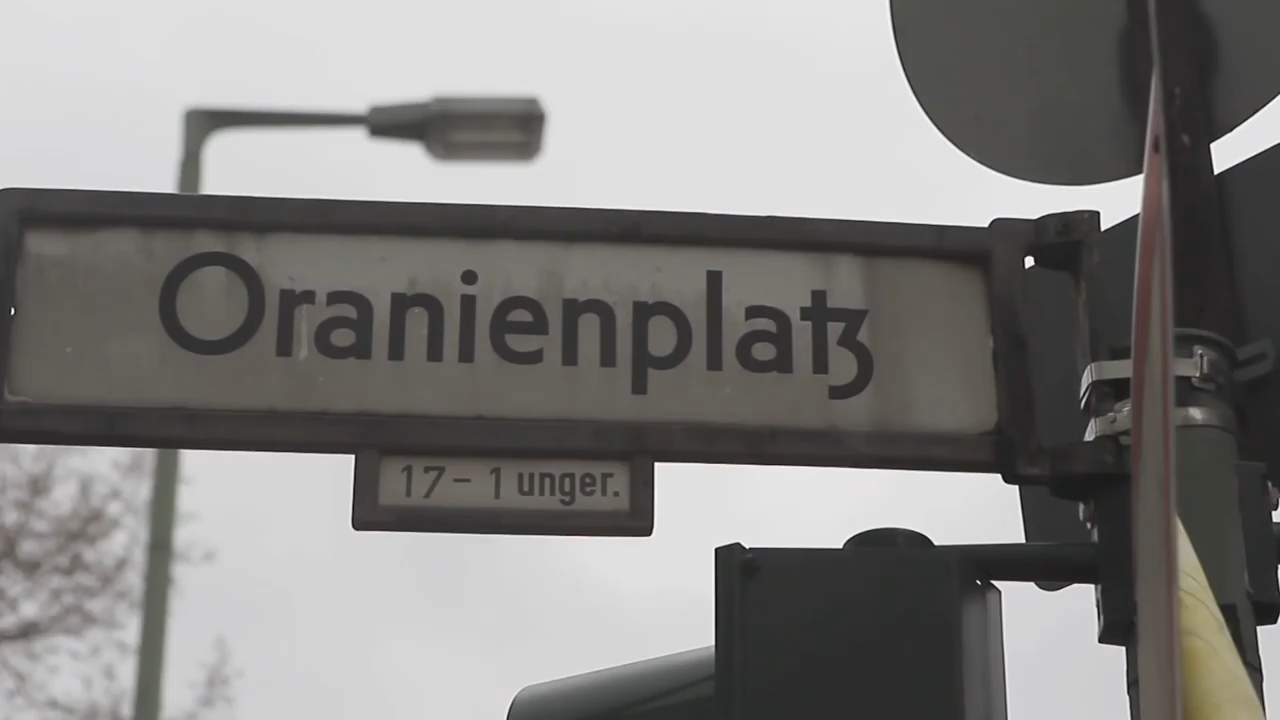 Oranienplatz
17 – 1 unger.